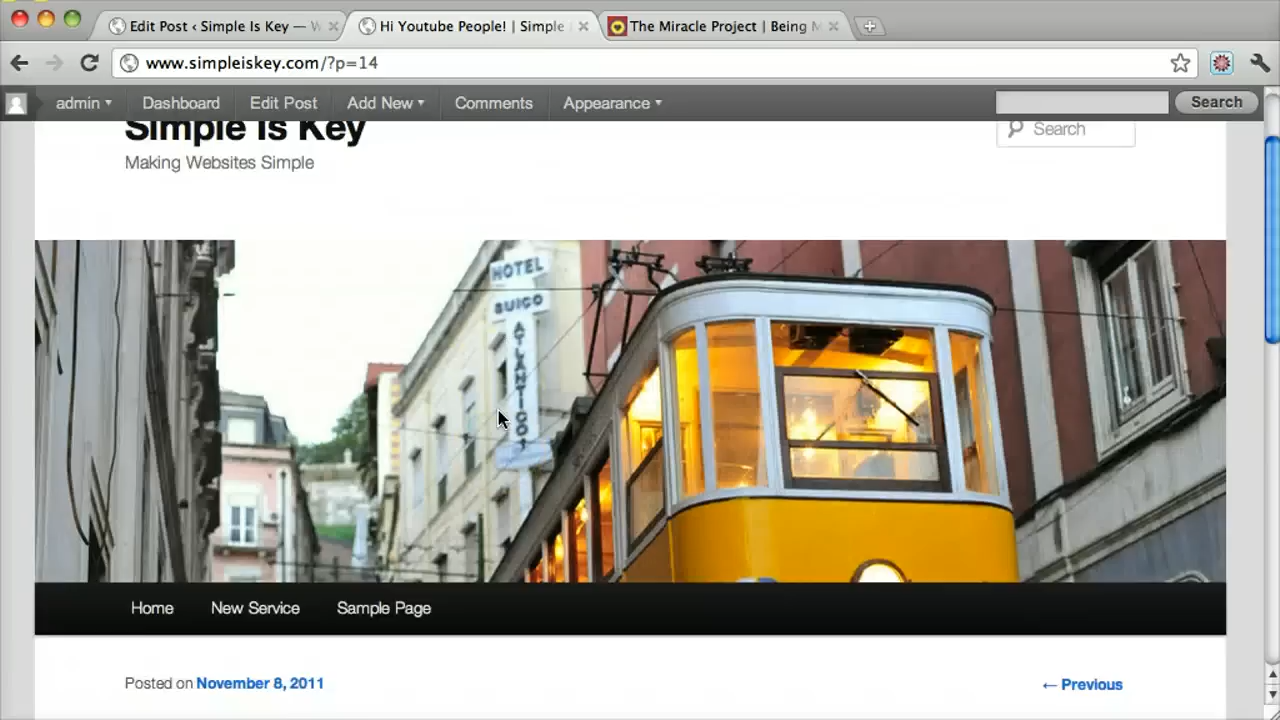 Edit Post ‹ Simple Is Key — W
Hi Youtube People! | Simple
The Miracle Project | Being M
www.simpleiskey.com/?p=14
admin
Dashboard
Edit Post
Add New
Comments
Appearance
Search
Simple Is Key
Search
Making Websites Simple
HOTEL
SUICO
ATLANTICO
Home
New Service
Sample Page
Posted on November 8, 2011
← Previous